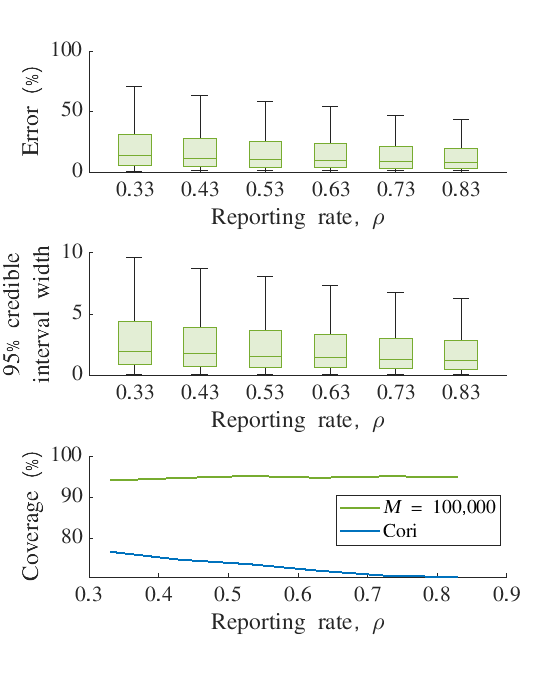 100
50
0
Error (%)
0.33 0.43 0.53 0.63 0.73 0.83
Reporting rate, ρ
10
5
0
95% credible
interval width
0.33 0.43 0.53 0.63 0.73 0.83
Reporting rate, ρ
100
90
80
Coverage (%)
M = 100,000
Cori
0.3 0.4 0.5 0.6 0.7 0.8 0.9
Reporting rate, ρ